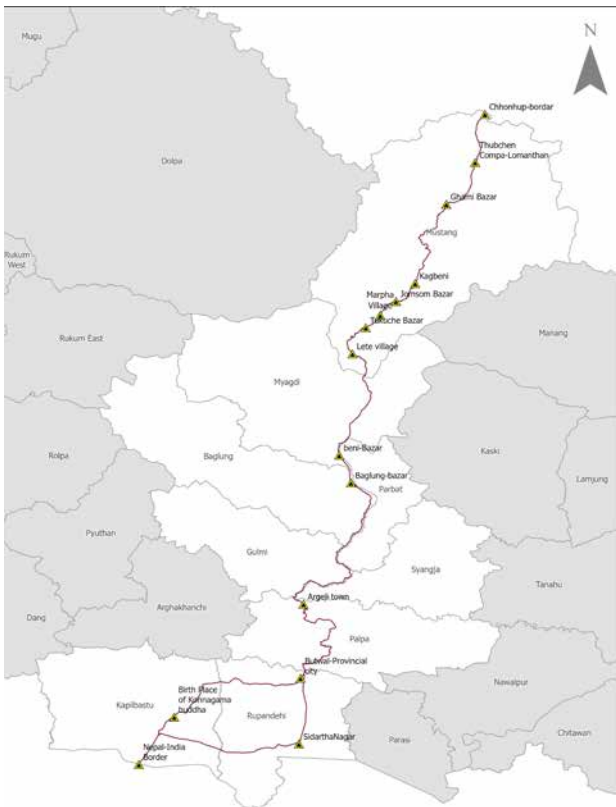 Mugu
N
Chhonhup-bordar
Dolpa
Thubchen
Compa-Lomanthan
Ghami Bazar
Mustang
Rukum
West
Kagbeni
Marpha
Village
Jomsom Bazar
Tukuche Bazar
Manang
Rukum East
Lete village
Myagdi
Baglung
beni-Bazar
Kaski
Rolpa
Lamjung
Baglung-bazar
Parbat
Pyuthan
Gulmi
Syangja
Tanahu
Arghakhanchi
Argeli town
Dang
Palpa
Butwal-Provincial
city
Nawalpur
Kapilbastu
Birth Place
of Konnagama
buddha
Rupandehi
Parasi
Chitawan
Nepal-India
Border
SidarthaNagar